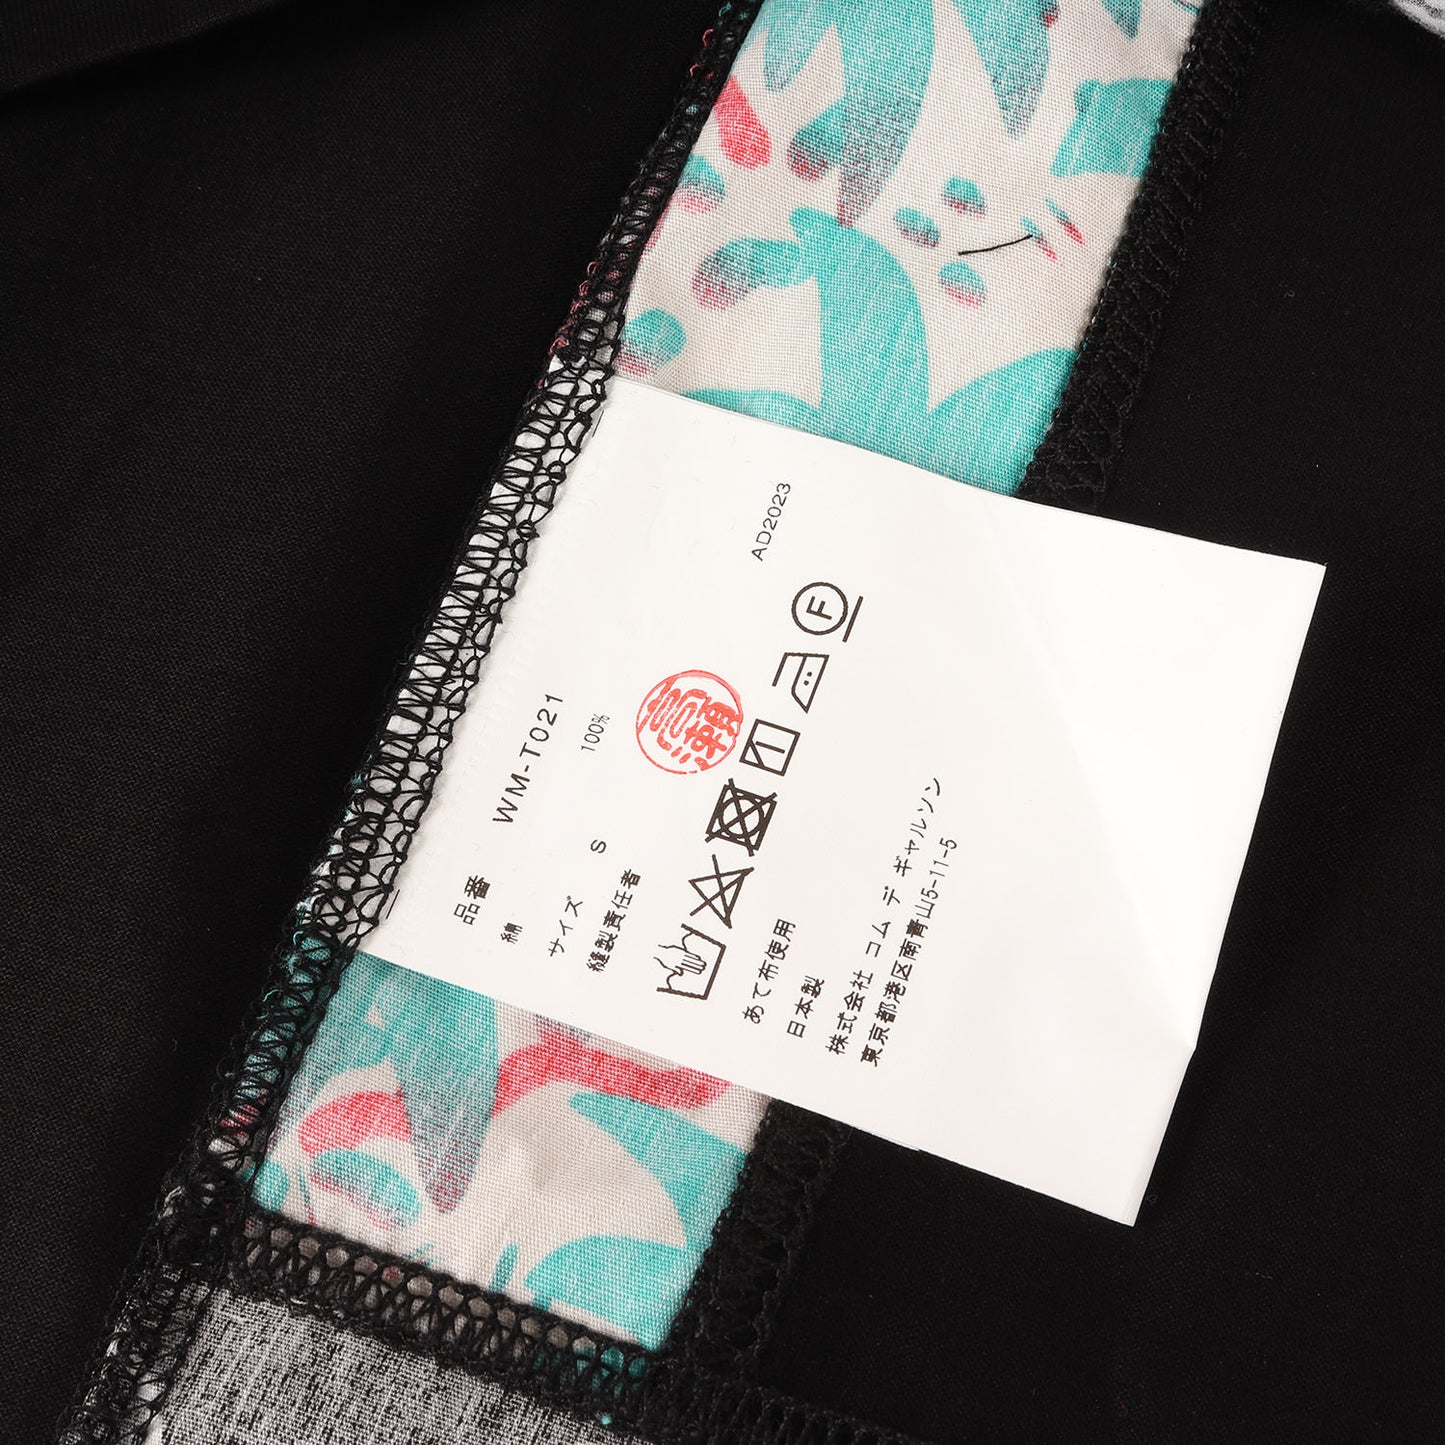 品番 WM-T021
綿 100%
サイズ S
縫製責任者 高瀬
AD2023
F
あて布使用
日本製
株式会社 コム デ ギャルソン
東京都港区南青山5-11-5